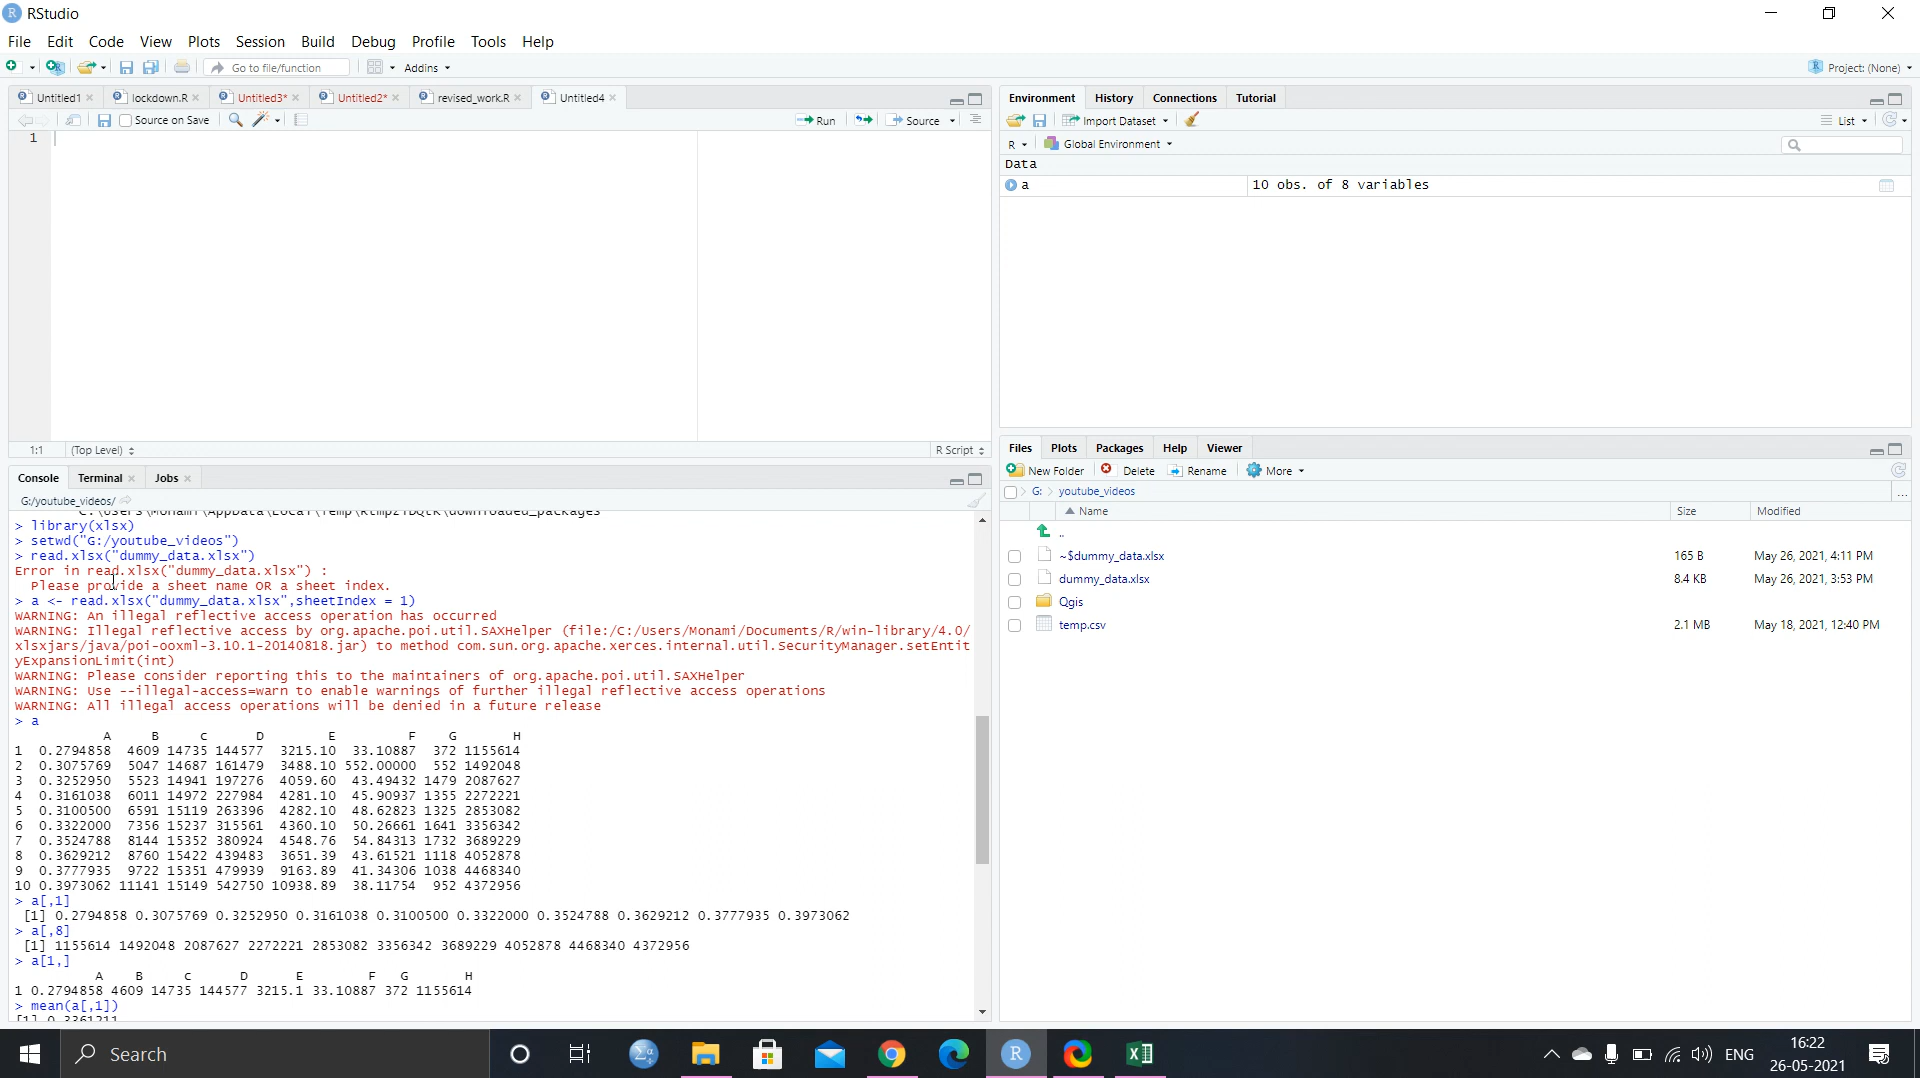 RStudio
File Edit Code View Plots Session Build Debug Profile Tools Help
Go to file/function Addins Project: (None)
Untitled1 lockdown.R Untitled3* Untitled2* revised_work.R Untitled4
Source on Save Run Source
1
1:1 (Top Level) R Script
Console Terminal Jobs
G:/youtube_videos/
C:\Users\Monami\AppData\Local\Temp\RtmpzYDQtk\downloaded_packages
> library(xlsx)
> setwd("G:/youtube_videos")
> read.xlsx("dummy_data.xlsx")
Error in read.xlsx("dummy_data.xlsx") :
Please provide a sheet name OR a sheet index.
> a <- read.xlsx("dummy_data.xlsx",sheetIndex = 1)
WARNING: An illegal reflective access operation has occurred
WARNING: Illegal reflective access by org.apache.poi.util.SAXHelper (file:/C:/Users/Monami/Documents/R/win-library/4.0/
xlsxjars/java/poi-ooxml-3.10.1-20140818.jar) to method com.sun.org.apache.xerces.internal.util.SecurityManager.setEntit
yExpansionLimit(int)
WARNING: Please consider reporting this to the maintainers of org.apache.poi.util.SAXHelper
WARNING: Use --illegal-access=warn to enable warnings of further illegal reflective access operations
WARNING: All illegal access operations will be denied in a future release
> a
A B C D E F G H
1 0.2794858 4609 14735 144577 3215.10 33.10887 372 1155614
2 0.3075769 5047 14687 161479 3488.10 552.00000 552 1492048
3 0.3252950 5523 14941 197276 4059.60 43.49432 1479 2087627
4 0.3161038 6011 14972 227984 4281.10 45.90937 1355 2272221
5 0.3100500 6591 15119 263396 4282.10 48.62823 1325 2853082
6 0.3322000 7356 15237 315561 4360.10 50.26661 1641 3356342
7 0.3524788 8144 15352 380924 4548.76 54.84313 1732 3689229
8 0.3629212 8760 15422 439483 3651.39 43.61521 1118 4052878
9 0.3777935 9722 15351 479939 9163.89 41.34306 1038 4468340
10 0.3973062 11141 15149 542750 10938.89 38.11754 952 4372956
> a[,1]
[1] 0.2794858 0.3075769 0.3252950 0.3161038 0.3100500 0.3322000 0.3524788 0.3629212 0.3777935 0.3973062
> a[,8]
[1] 1155614 1492048 2087627 2272221 2853082 3356342 3689229 4052878 4468340 4372956
> a[1,]
A B C D E F G H
1 0.2794858 4609 14735 144577 3215.1 33.10887 372 1155614
> mean(a[,1])
[1] 0.3361211
Environment History Connections Tutorial
Import Dataset List
R Global Environment
Data
a 10 obs. of 8 variables
Files Plots Packages Help Viewer
New Folder Delete Rename More
G: youtube_videos ...
Name Size Modified
..
~$dummy_data.xlsx 165 B May 26, 2021, 4:11 PM
dummy_data.xlsx 8.4 KB May 26, 2021, 3:53 PM
Qgis
temp.csv 2.1 MB May 18, 2021, 12:40 PM
Search
ENG
16:22
26-05-2021